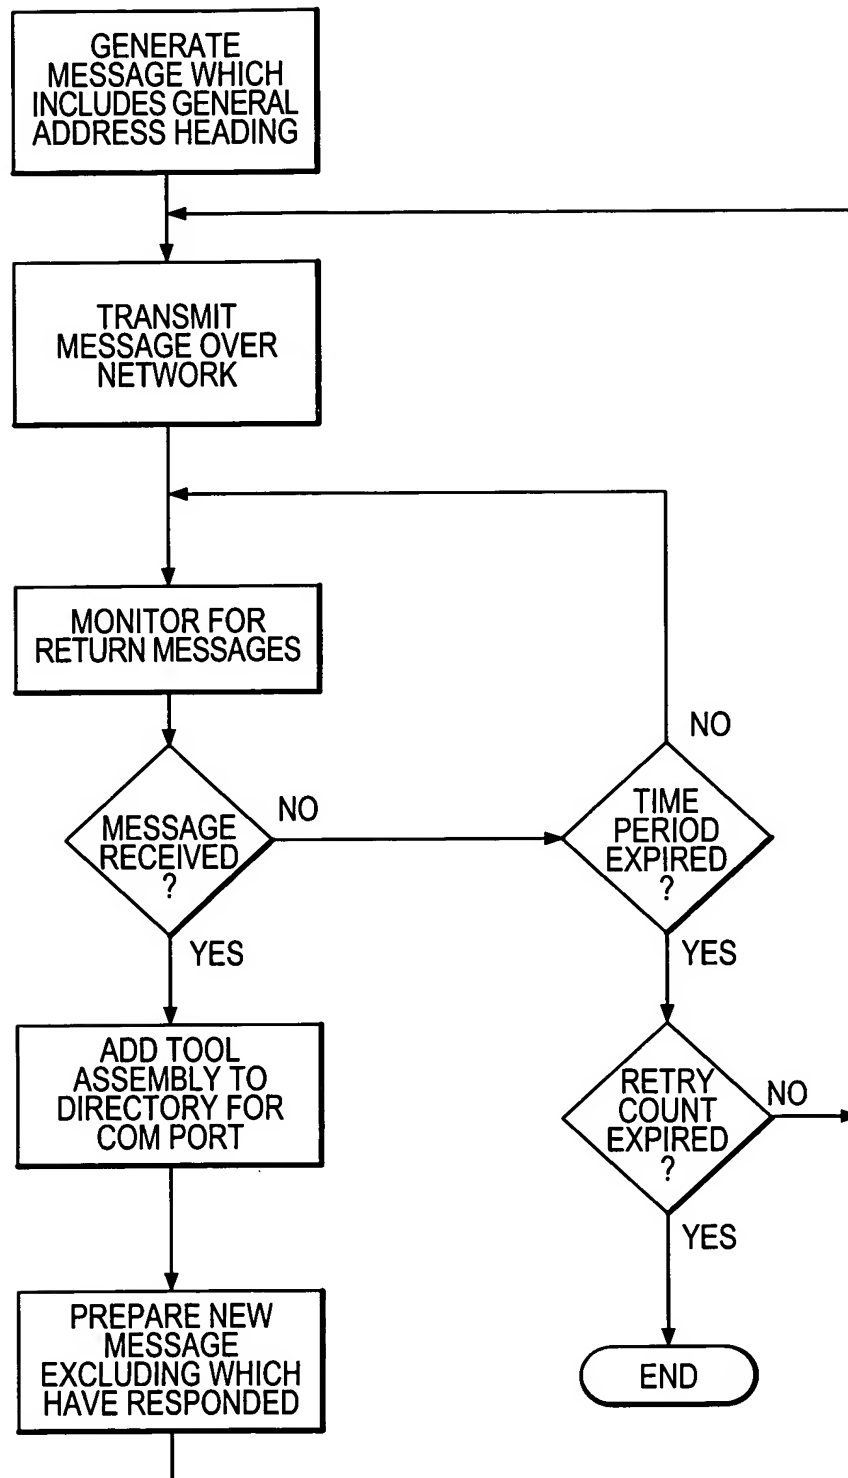 GENERATE
MESSAGE WHICH
INCLUDES GENERAL
ADDRESS HEADING
TRANSMIT
MESSAGE OVER
NETWORK
MONITOR FOR
RETURN MESSAGES
MESSAGE
RECEIVED
?
NO
YES
TIME
PERIOD
EXPIRED
?
NO
YES
ADD TOOL
ASSEMBLY TO
DIRECTORY FOR
COM PORT
RETRY
COUNT
EXPIRED
?
NO
YES
PREPARE NEW
MESSAGE
EXCLUDING WHICH
HAVE RESPONDED
END